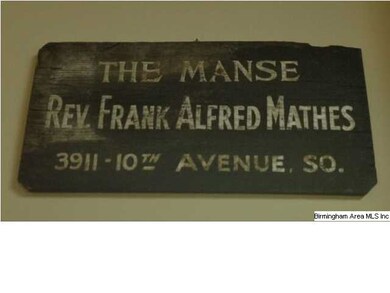 THE MANSE
REV. FRANK ALFRED MATHES
3911-10TH AVENUE, SO.
Birmingham Area MLS Inc